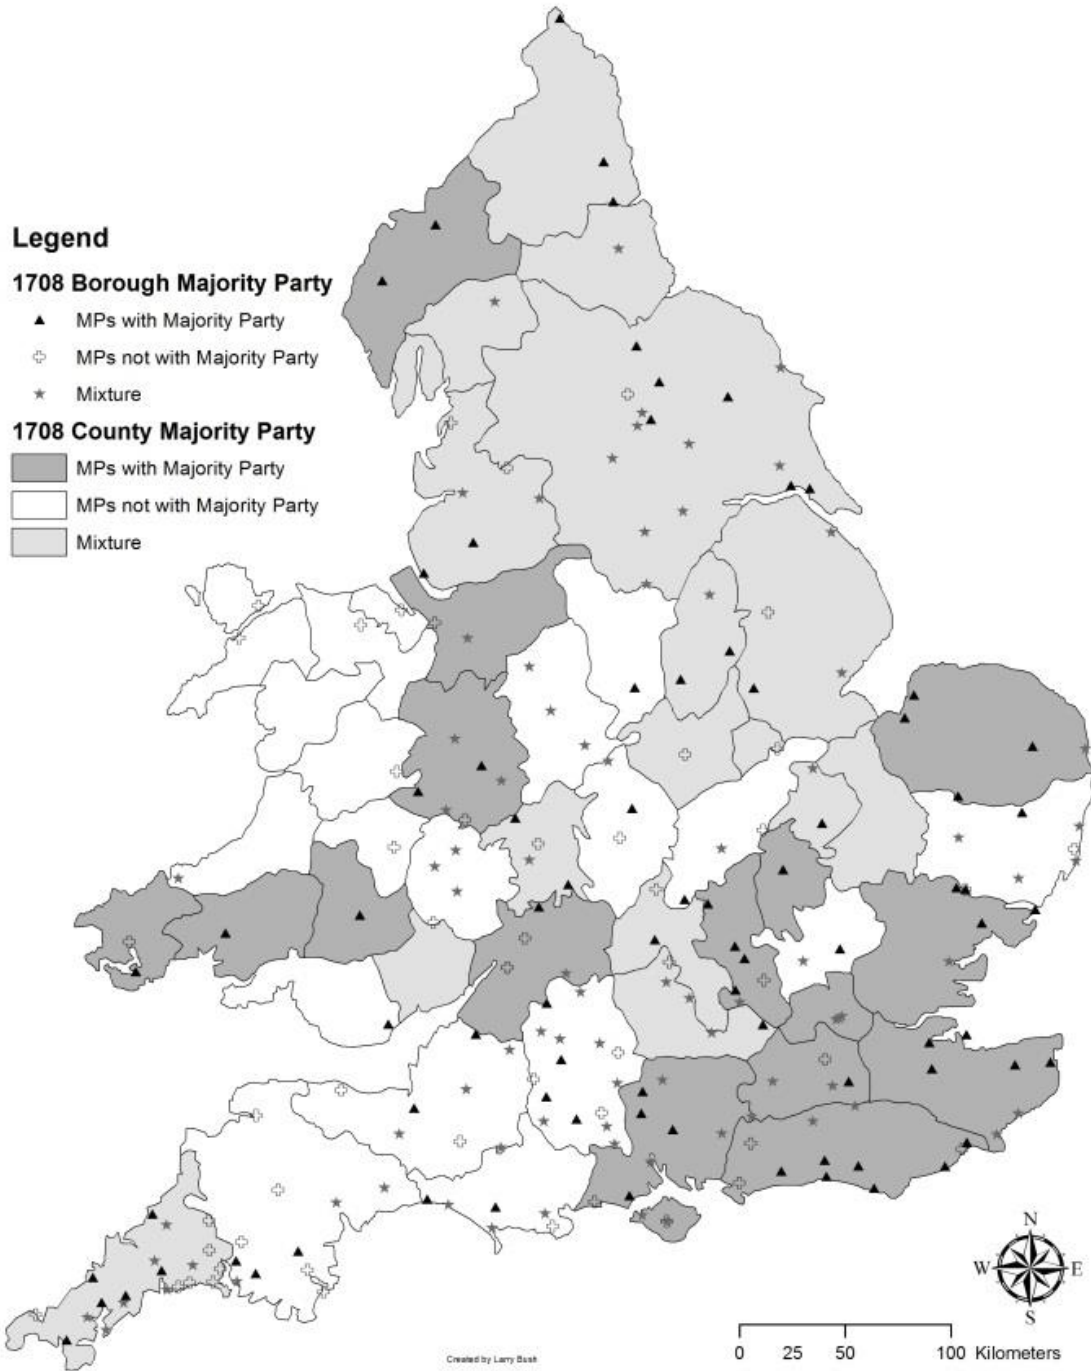 Legend
1708 Borough Majority Party
MPs with Majority Party
MPs not with Majority Party
Mixture
1708 County Majority Party
MPs with Majority Party
MPs not with Majority Party
Mixture
N
W E
S
0 25 50 100 Kilometers
Created by Larry Bush